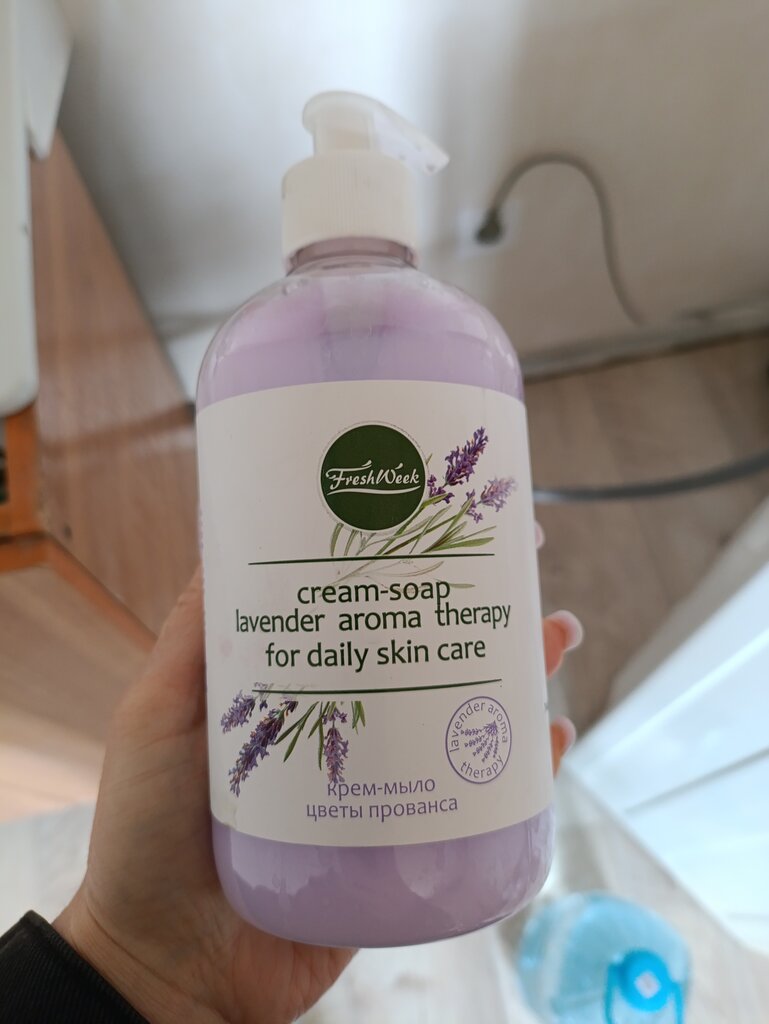 FreshWeek
cream-soap
lavender aroma therapy
for daily skin care
lavender aroma
therapy
крем-мыло
цветы прованса